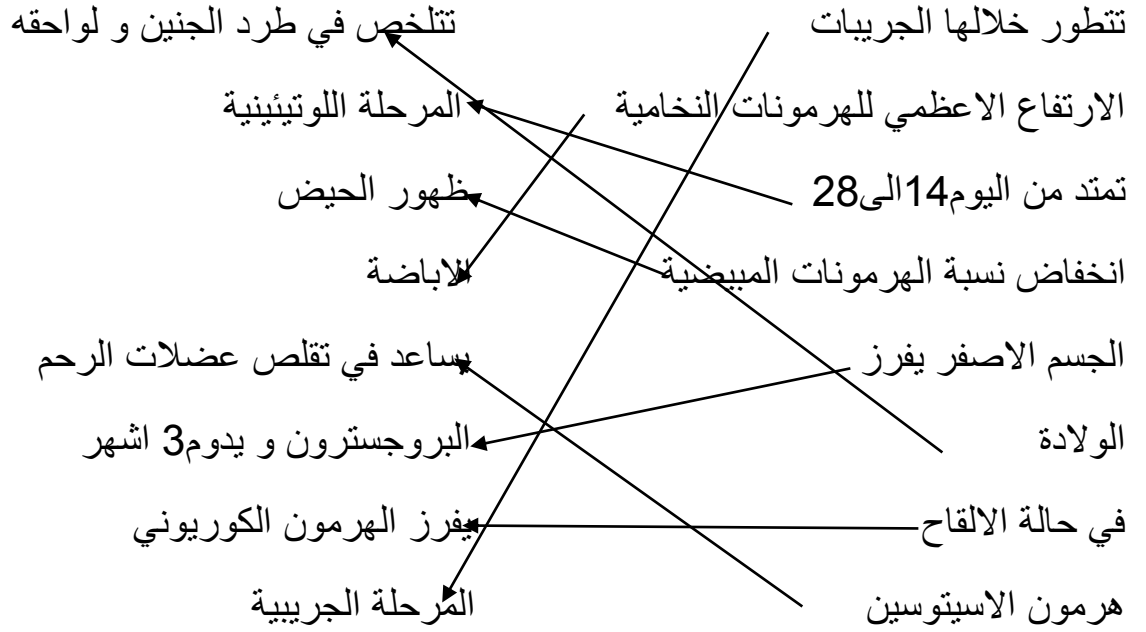 تتطور خلالها الجريبات تتلخص في طرد الجنين و لواحقه
الارتفاع الاعظمي للهرمونات النخامية المرحلة اللوتيئينية
تمتد من اليوم14الى28 ظهور الحيض
انخفاض نسبة الهرمونات المبيضية الاباضة
الجسم الاصفر يفرز يساعد في تقلص عضلات الرحم
الولادة البروجسترون و يدوم3 اشهر
في حالة الالقاح يفرز الهرمون الكوريوني
هرمون الاسيتوسين المرحلة الجريبية